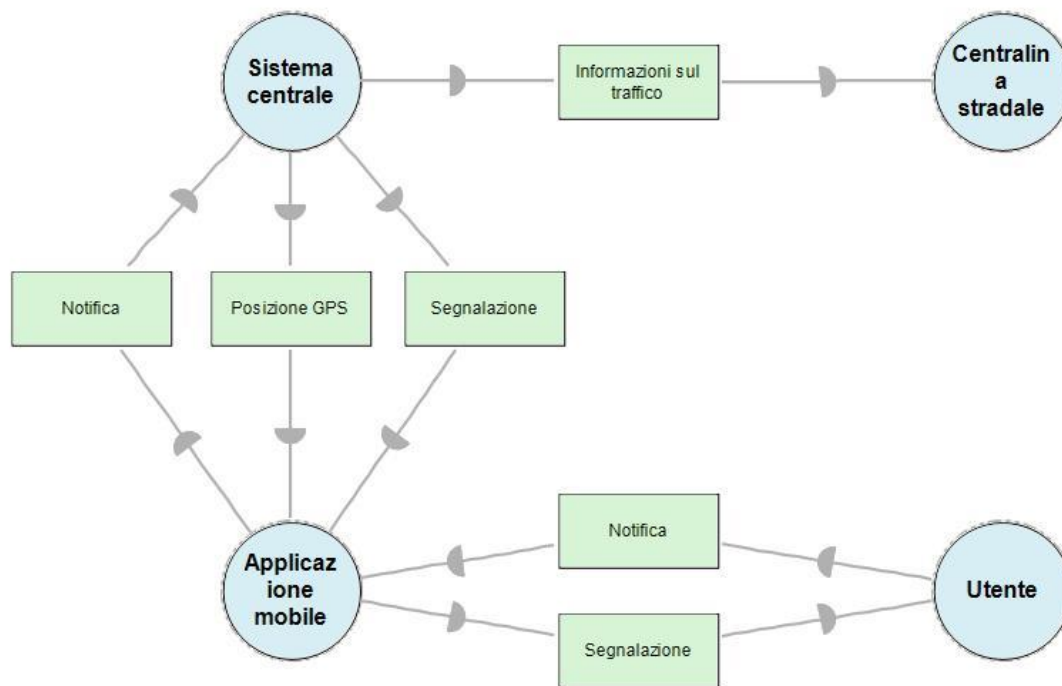 Sistema
centrale
Informazioni sul
traffico
Centralin
a
stradale
Notifica
Posizione GPS
Segnalazione
Applicaz
ione
mobile
Notifica
Segnalazione
Utente